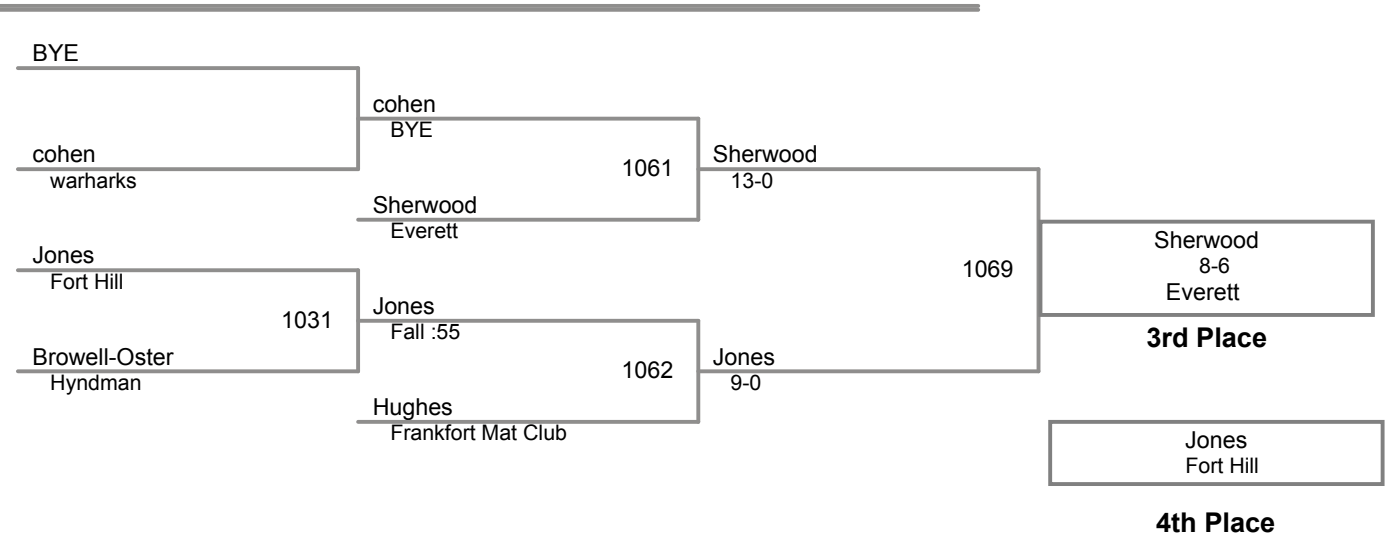 BYE
cohen
BYE
cohen
warharks
1061
Sherwood
13-0
Sherwood
Everett
Jones
Fort Hill
1069
Sherwood
8-6
Everett
1031
Jones
Fall :55
3rd Place
Browell-Oster
Hyndman
1062
Jones
9-0
Hughes
Frankfort Mat Club
Jones
Fort Hill
4th Place